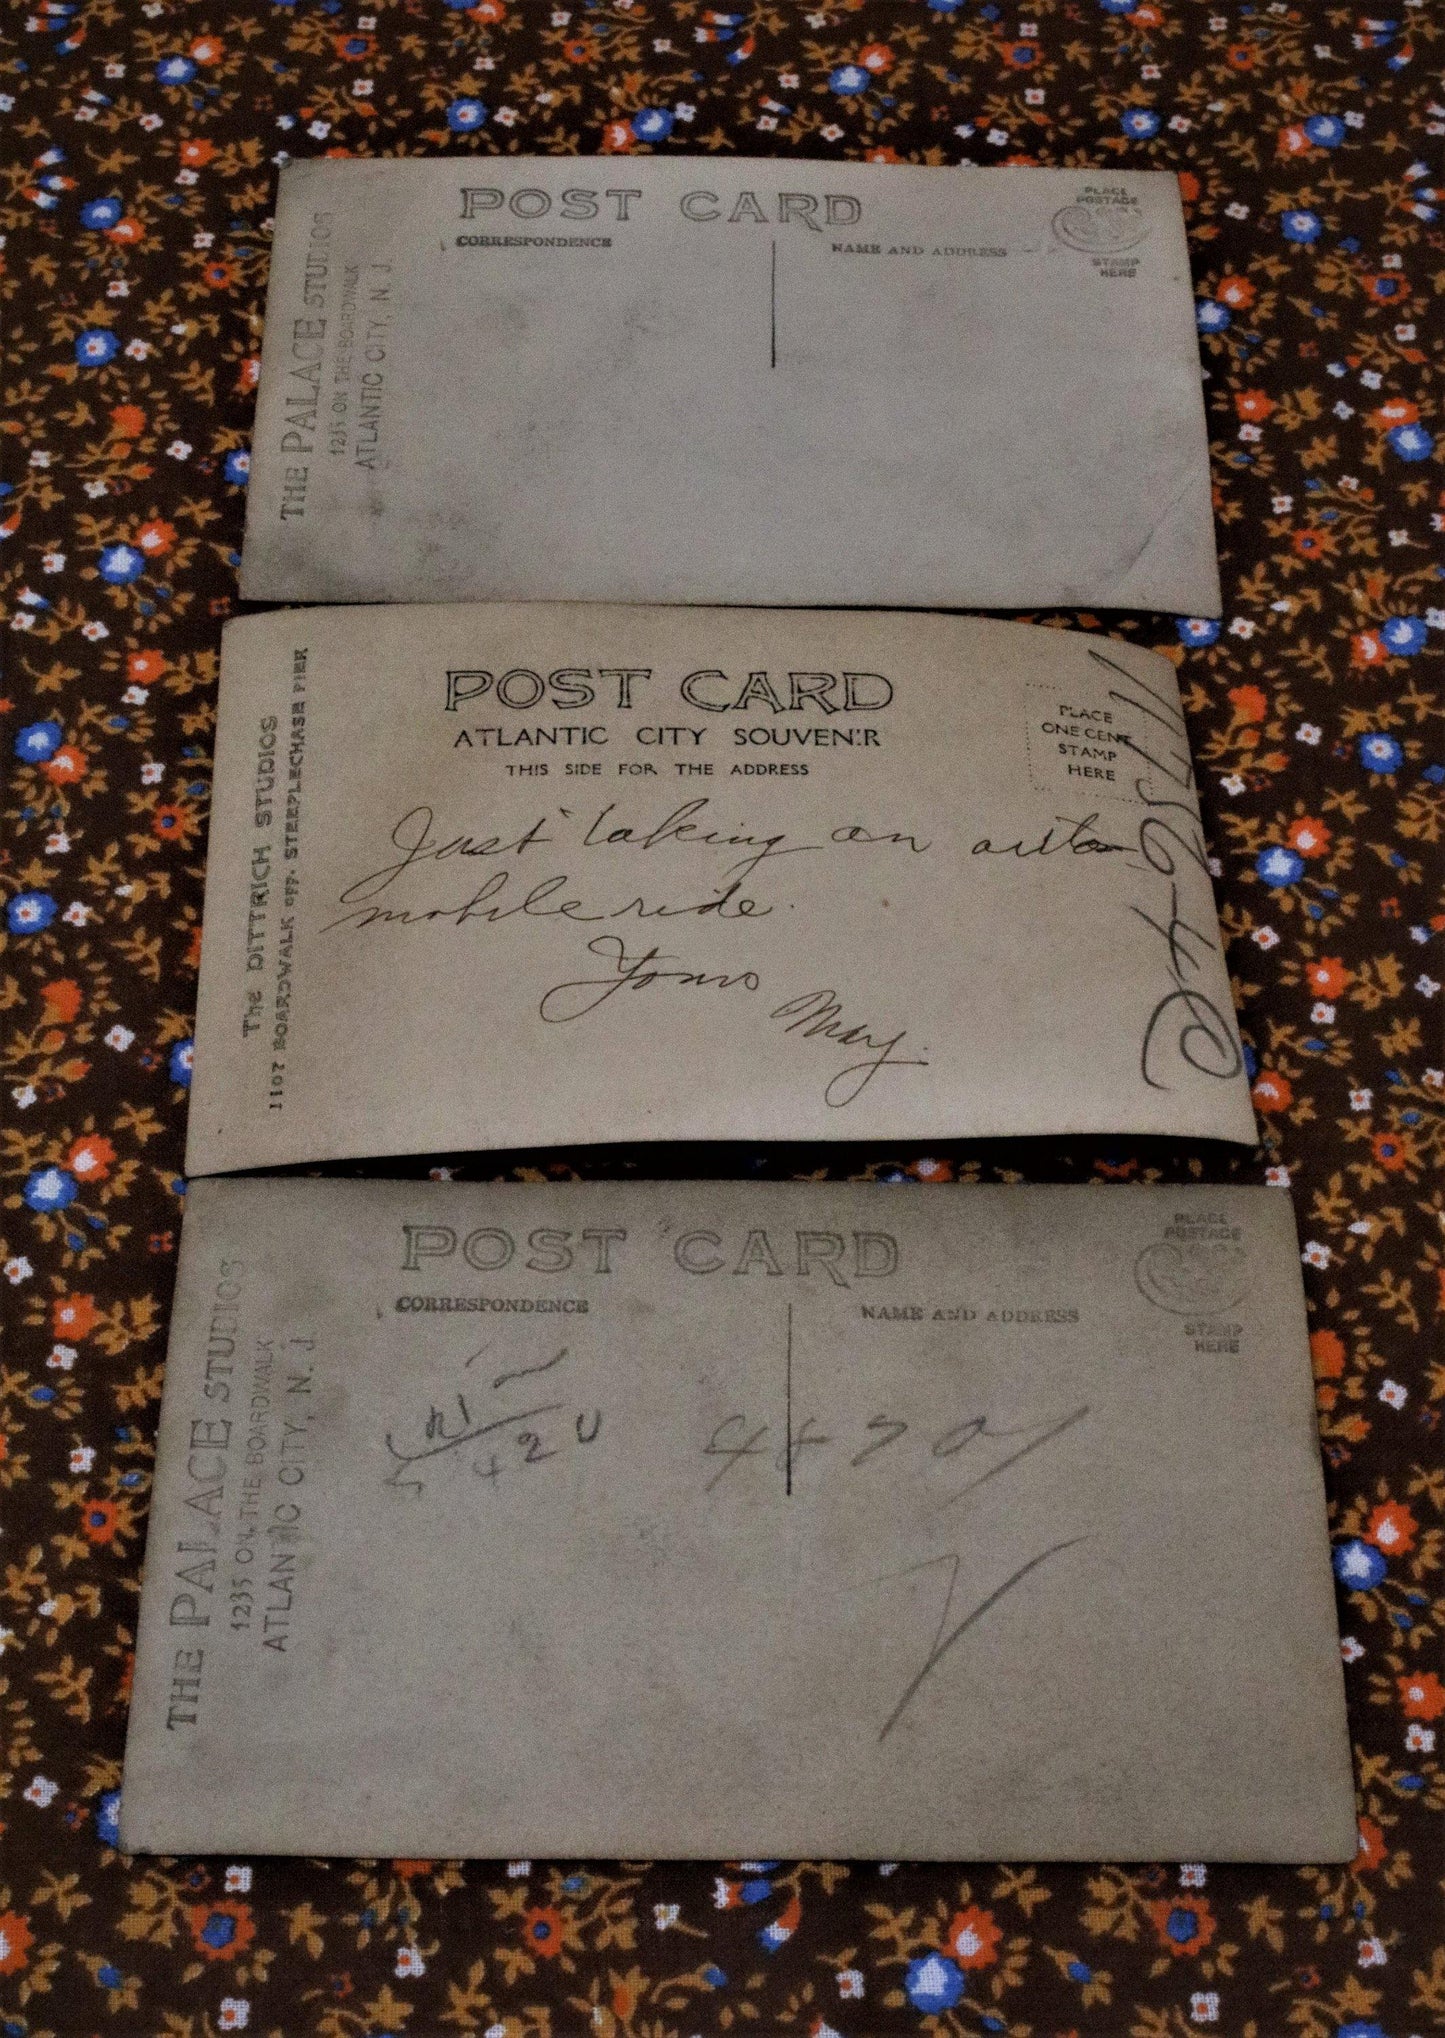 POST CARD
CORRESPONDENCE
NAME AND ADDRESS
PLACE
POSTAGE
STAMP
HERE
THE PALACE STUDIOS
1235 ON THE BOARDWALK
ATLANTIC CITY, N. J.
POST CARD
ATLANTIC CITY SOUVENIR
THIS SIDE FOR THE ADDRESS
PLACE
ONE CENT
STAMP
HERE
The DITTRICH STUDIOS
1107 BOARDWALK OPP. STEEPLECHASE PIER
Just taking an auto-
mobile ride.
Yours
May.
POST CARD
CORRESPONDENCE
NAME AND ADDRESS
PLACE
POSTAGE
STAMP
HERE
THE PALACE STUDIOS
1235 ON THE BOARDWALK
ATLANTIC CITY, N. J.